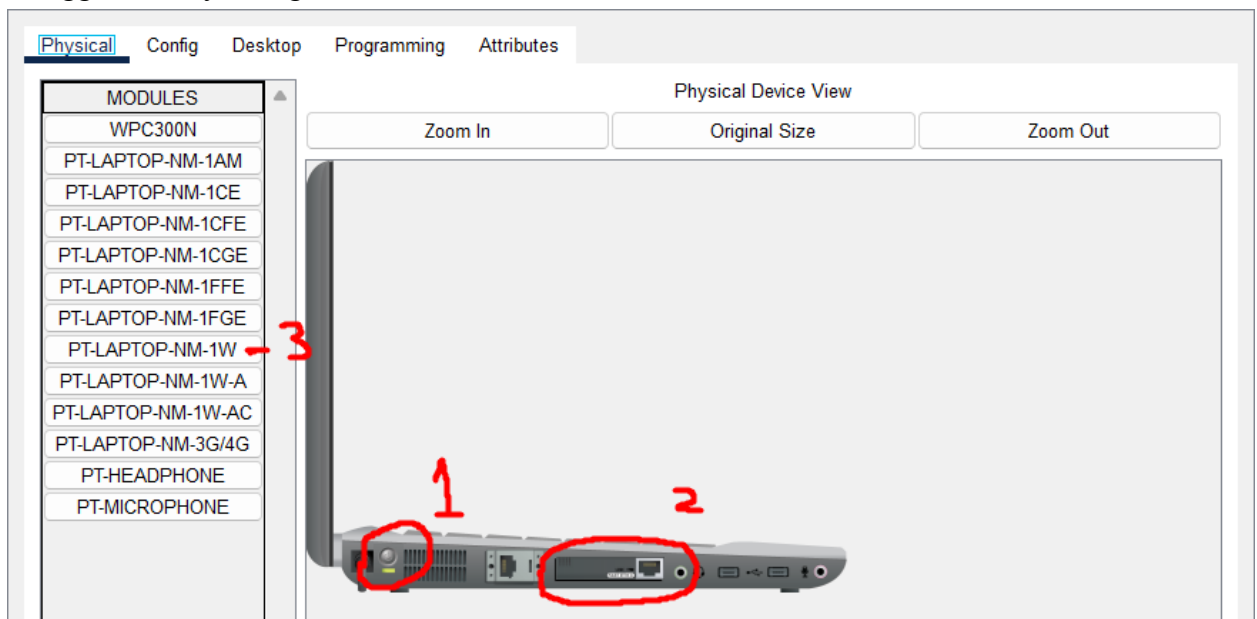 Physical Config Desktop Programming Attributes
MODULES
WPC300N
PT-LAPTOP-NM-1AM
PT-LAPTOP-NM-1CE
PT-LAPTOP-NM-1CFE
PT-LAPTOP-NM-1CGE
PT-LAPTOP-NM-1FFE
PT-LAPTOP-NM-1FGE
PT-LAPTOP-NM-1W - 3
PT-LAPTOP-NM-1W-A
PT-LAPTOP-NM-1W-AC
PT-LAPTOP-NM-3G/4G
PT-HEADPHONE
PT-MICROPHONE
Physical Device View
Zoom In Original Size Zoom Out
1
2